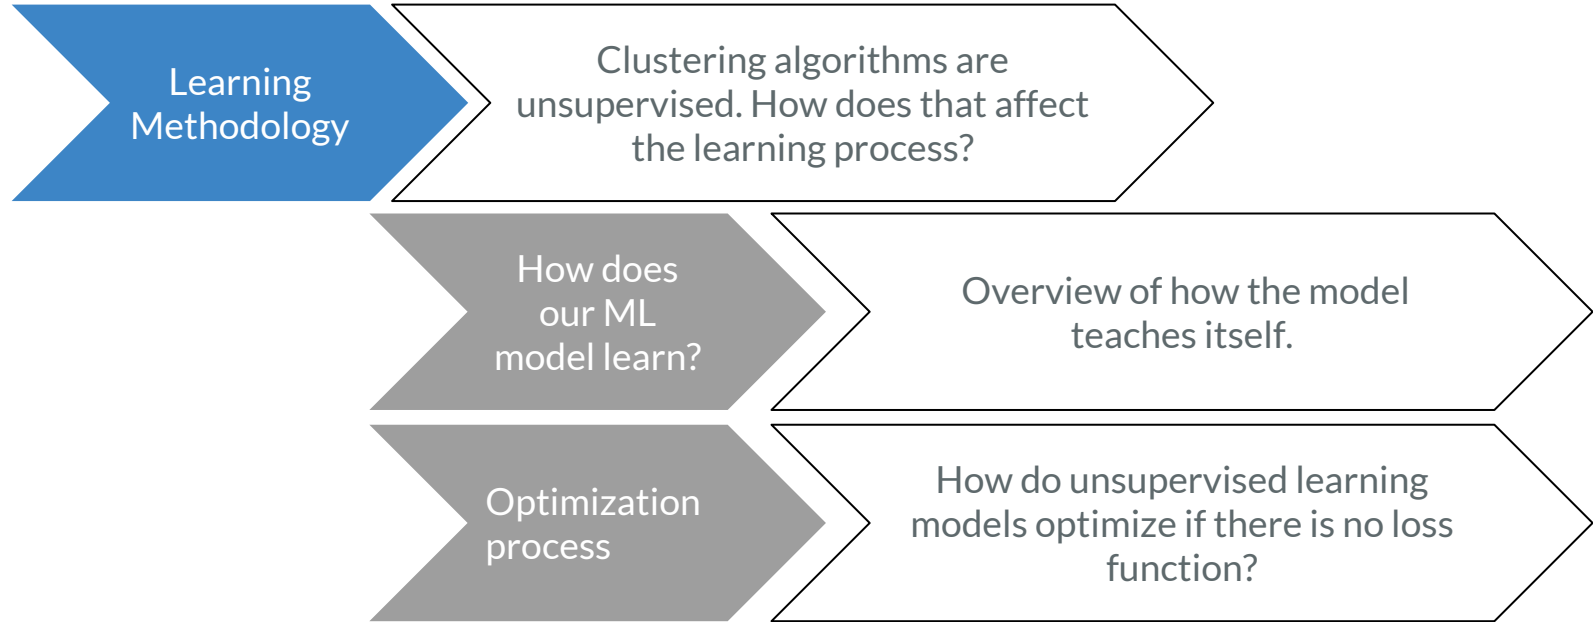 Learning
Methodology
Clustering algorithms are
unsupervised. How does that affect
the learning process?
How does
our ML
model learn?
Overview of how the model
teaches itself.
Optimization
process
How do unsupervised learning
models optimize if there is no loss
function?